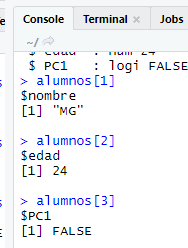 Console Terminal × Jobs
~/
$ edad : num 24
$ PC1 : logi FALSE
> alumnos[1]
$nombre
[1] "MG"
> alumnos[2]
$edad
[1] 24
> alumnos[3]
$PC1
[1] FALSE